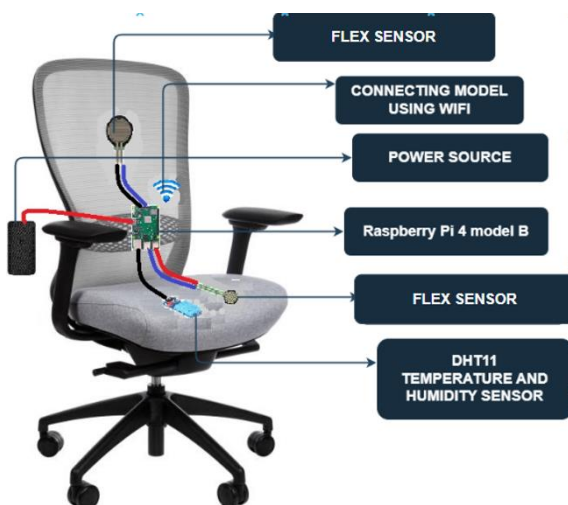 FLEX SENSOR
CONNECTING MODEL
USING WIFI
POWER SOURCE
Raspberry Pi 4 model B
FLEX SENSOR
DHT11
TEMPERATURE AND
HUMIDITY SENSOR